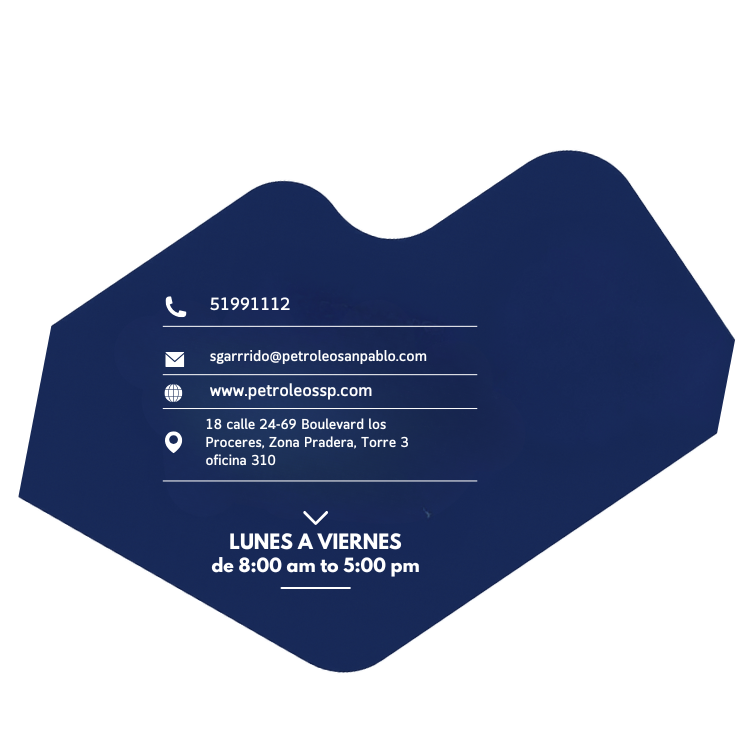 51991112
sgarrrido@petroleosanpablo.com
www.petroleossp.com
18 calle 24-69 Boulevard los
Proceres, Zona Pradera, Torre 3
oficina 310
LUNES A VIERNES
de 8:00 am to 5:00 pm